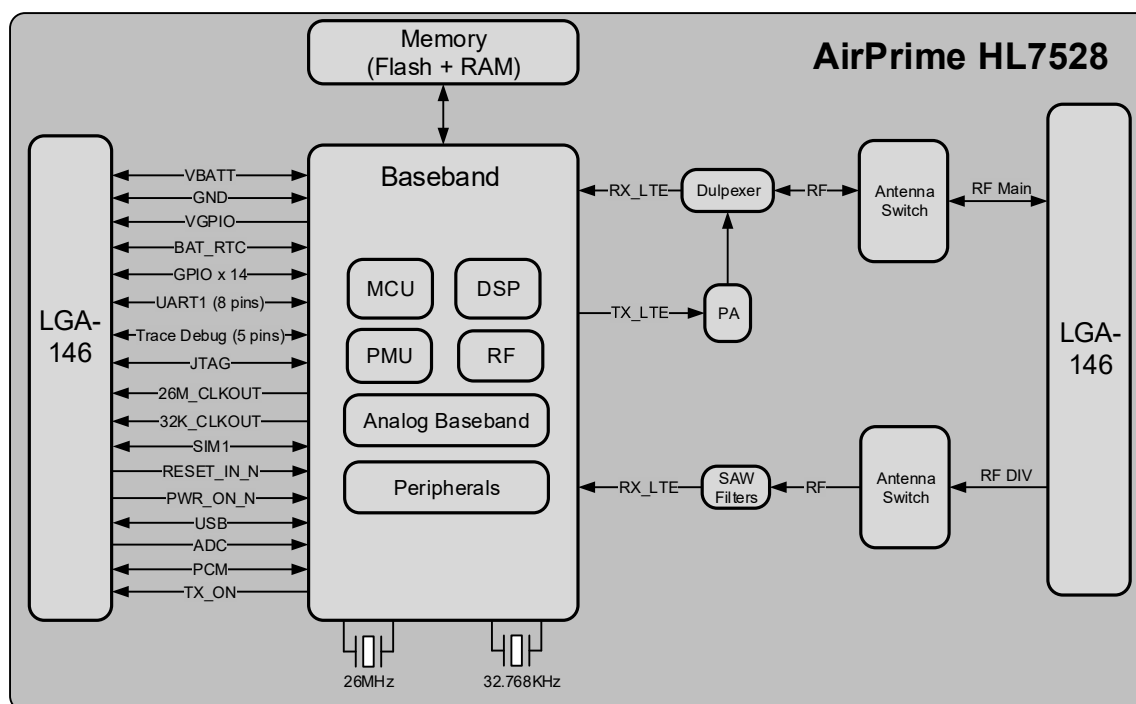 Memory
(Flash + RAM)
AirPrime HL7528
LGA-
146
VBATT
GND
VGPIO
BAT_RTC
GPIO x 14
UART1 (8 pins)
Trace Debug (5 pins)
JTAG
26M_CLKOUT
32K_CLKOUT
SIM1
RESET_IN_N
PWR_ON_N
USB
ADC
PCM
TX_ON
Baseband
MCU
DSP
PMU
RF
Analog Baseband
Peripherals
26MHz
32.768KHz
RX_LTE
Dulpexer
RF
Antenna
Switch
RF Main
TX_LTE
PA
RX_LTE
SAW
Filters
RF
Antenna
Switch
RF DIV
LGA-
146